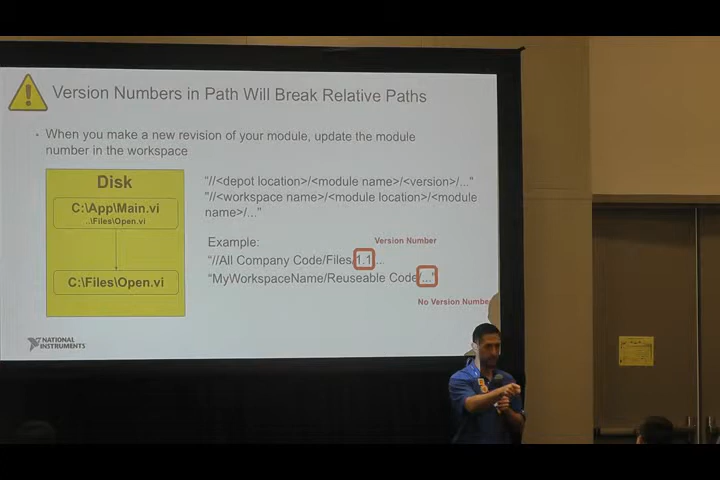 Version Numbers in Path Will Break Relative Paths
• When you make a new revision of your module, update the module
number in the workspace
Disk
C:\App\Main.vi
..\Files\Open.vi
C:\Files\Open.vi
"//<depot location>/<module name>/<version>/..."
"//<workspace name>/<module location>/<module
name>/..."
Example:
Version Number
"//All Company Code/Files/1.1/...
"MyWorkspaceName/Reuseable Code/..."
No Version Numbe
NATIONAL
INSTRUMENTS